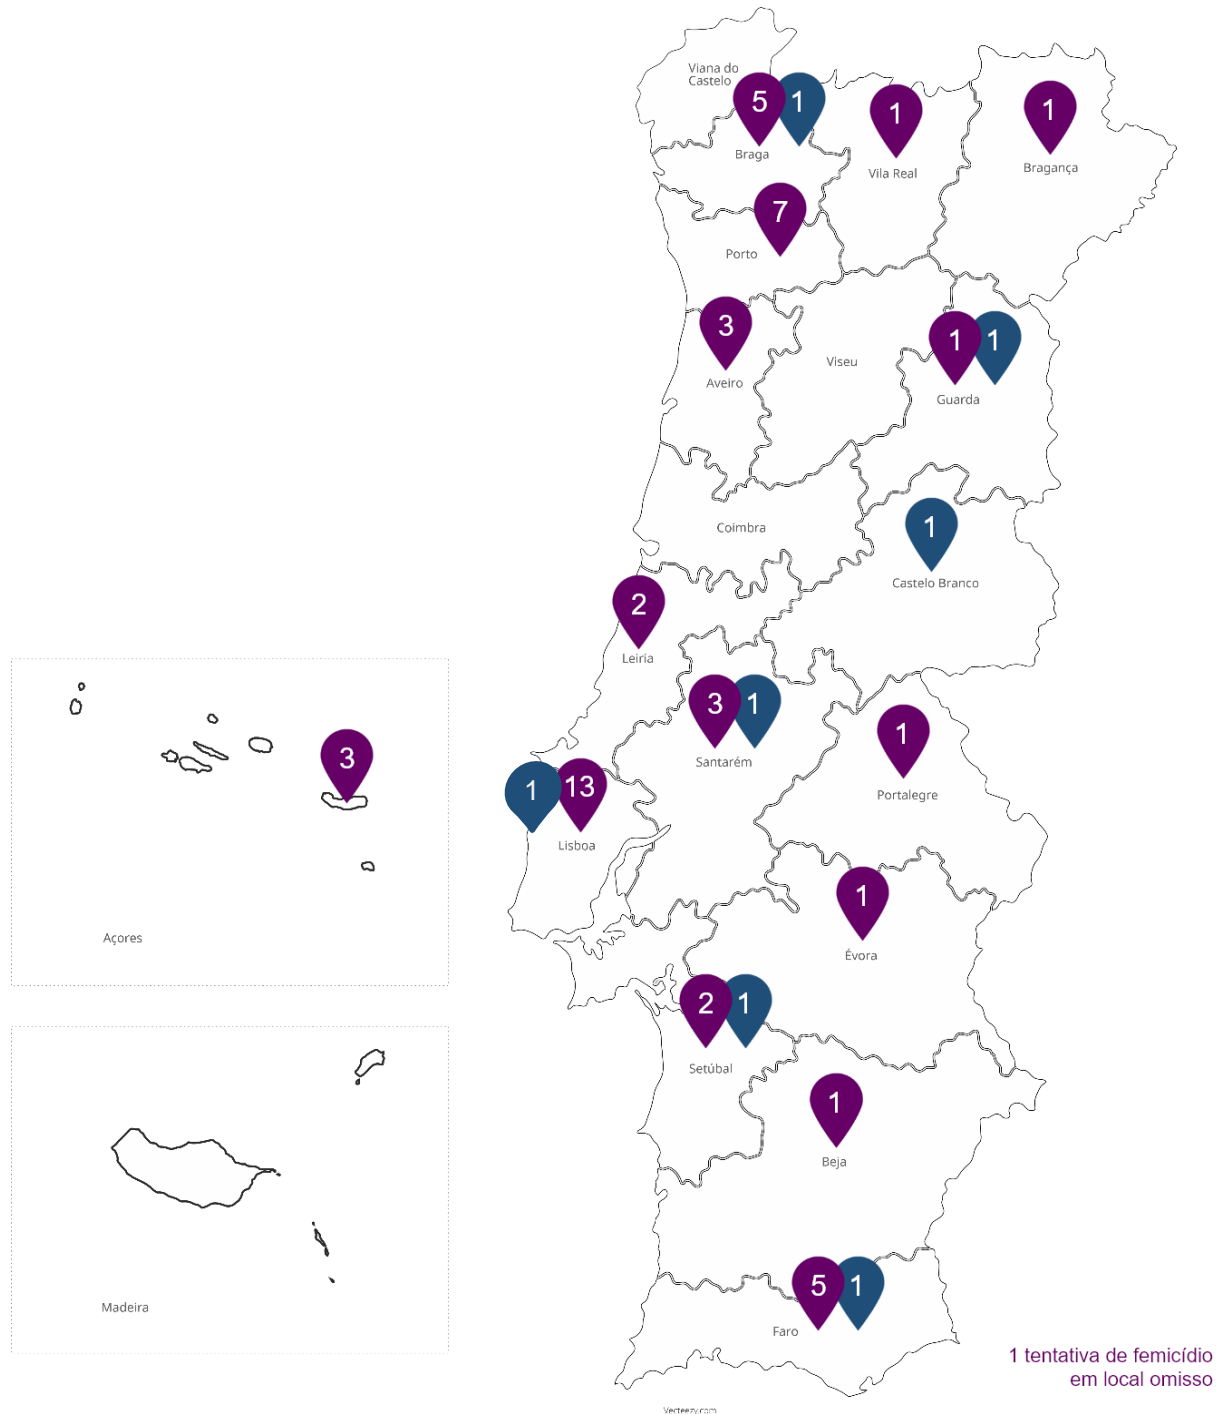 Viana do
Castelo
5
1
Braga
1
Vila Real
1
Bragança
7
Porto
3
Aveiro
Viseu
1
1
Guarda
Coimbra
1
Castelo Branco
2
Leiria
3
1
Santarém
1
Portalegre
1
13
Lisboa
3
Açores
1
Évora
2
1
Setúbal
1
Beja
Madeira
5
1
Faro
1 tentativa de femicídio
em local omisso
Vecteezy.com